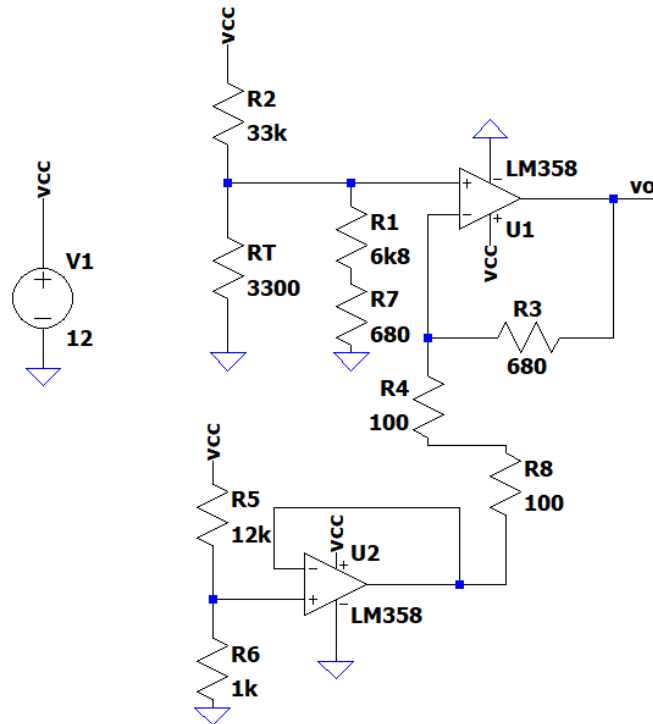 VCC
R2
33k
LM358
U1
VCC
vo
RT
3300
R1
6k8
R7
680
VCC
V1
12
R3
680
R4
100
R8
100
VCC
R5
12k
VCC
U2
LM358
R6
1k